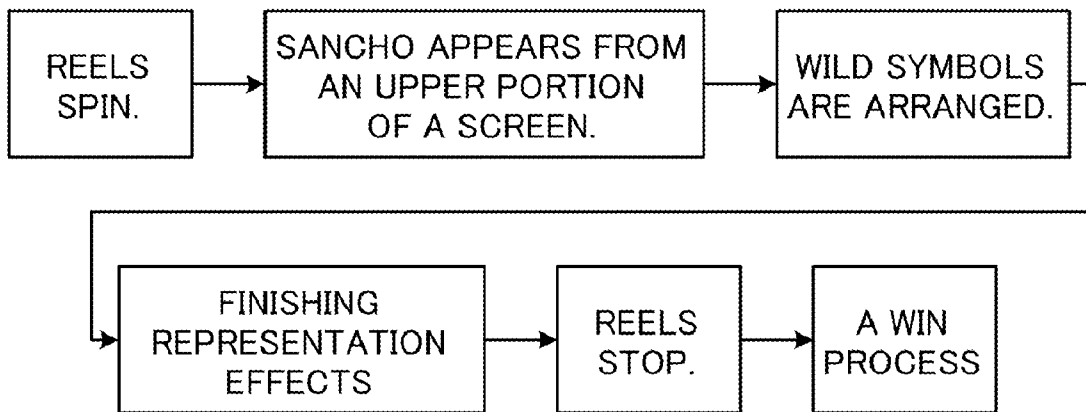 REELS
SPIN.
SANCHO APPEARS FROM
AN UPPER PORTION
OF A SCREEN.
WILD SYMBOLS
ARE ARRANGED.
FINISHING
REPRESENTATION
EFFECTS
REELS
STOP.
A WIN
PROCESS